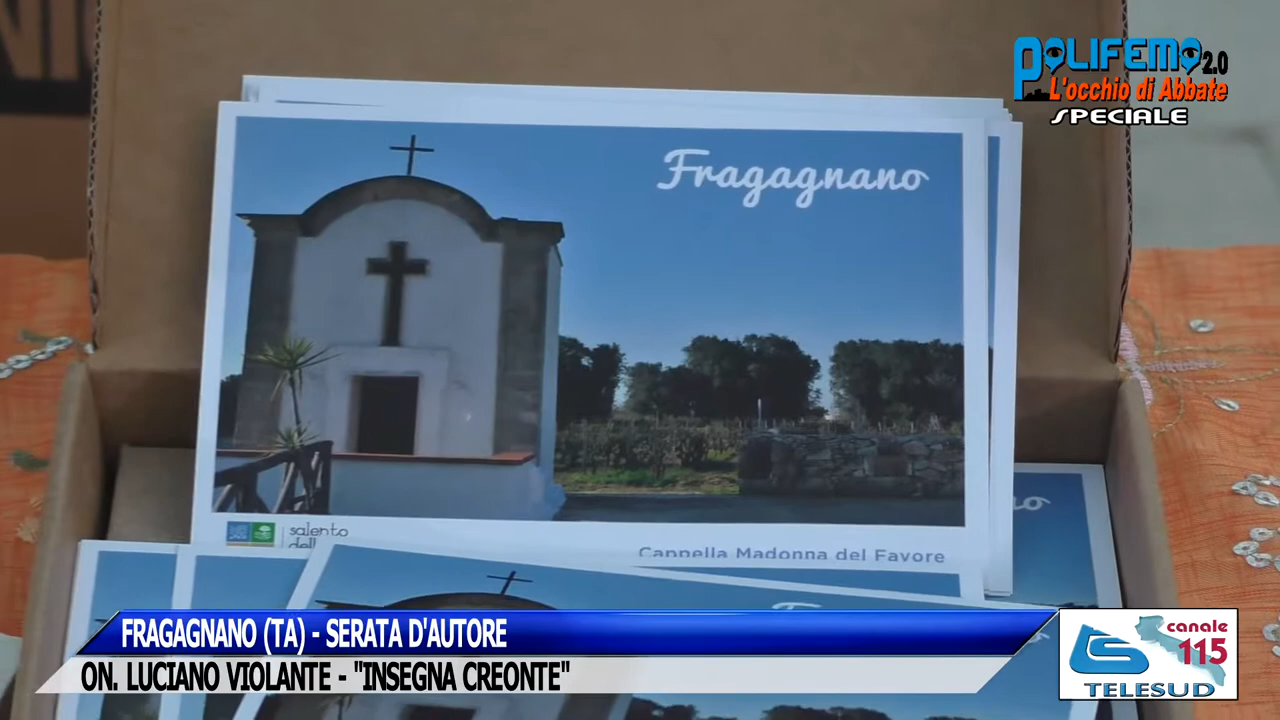 POLIFEMO 2.0
L'occhio di Abbate
SPECIALE
Fragagnano
salento
Cappella Madonna del Favore
FRAGAGNANO (TA) - SERATA D'AUTORE
ON. LUCIANO VIOLANTE - "INSEGNA CREONTE"
canale
115
TELESUD